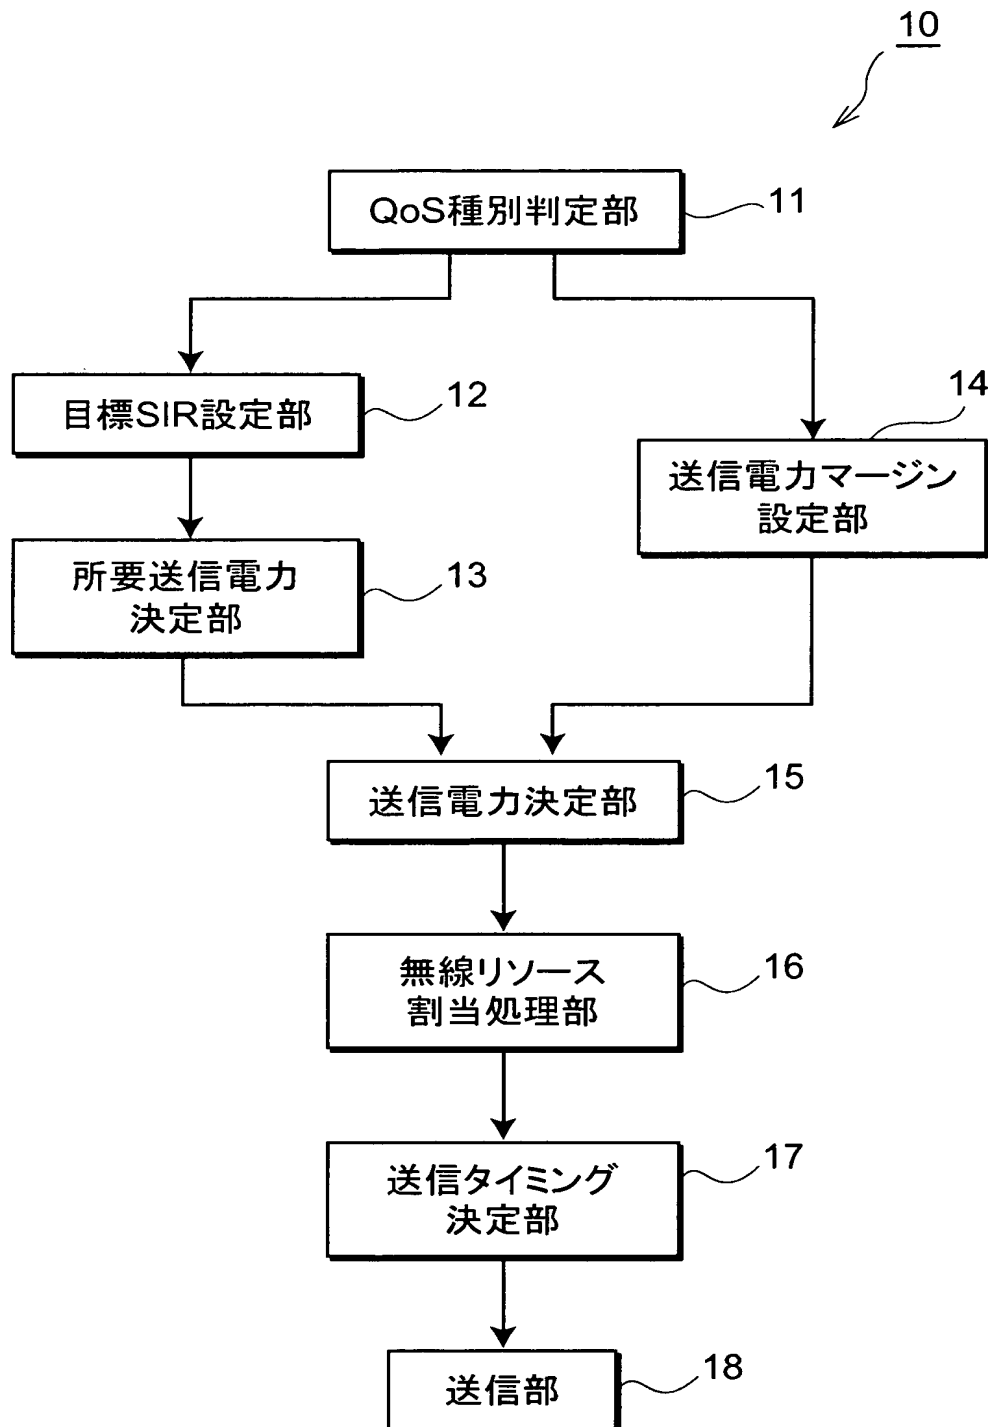 10
QoS種別判定部
11
目標SIR設定部
12
14
送信電力マージン
設定部
所要送信電力
決定部
13
送信電力決定部
15
無線リソース
割当処理部
16
送信タイミング
決定部
17
送信部
18